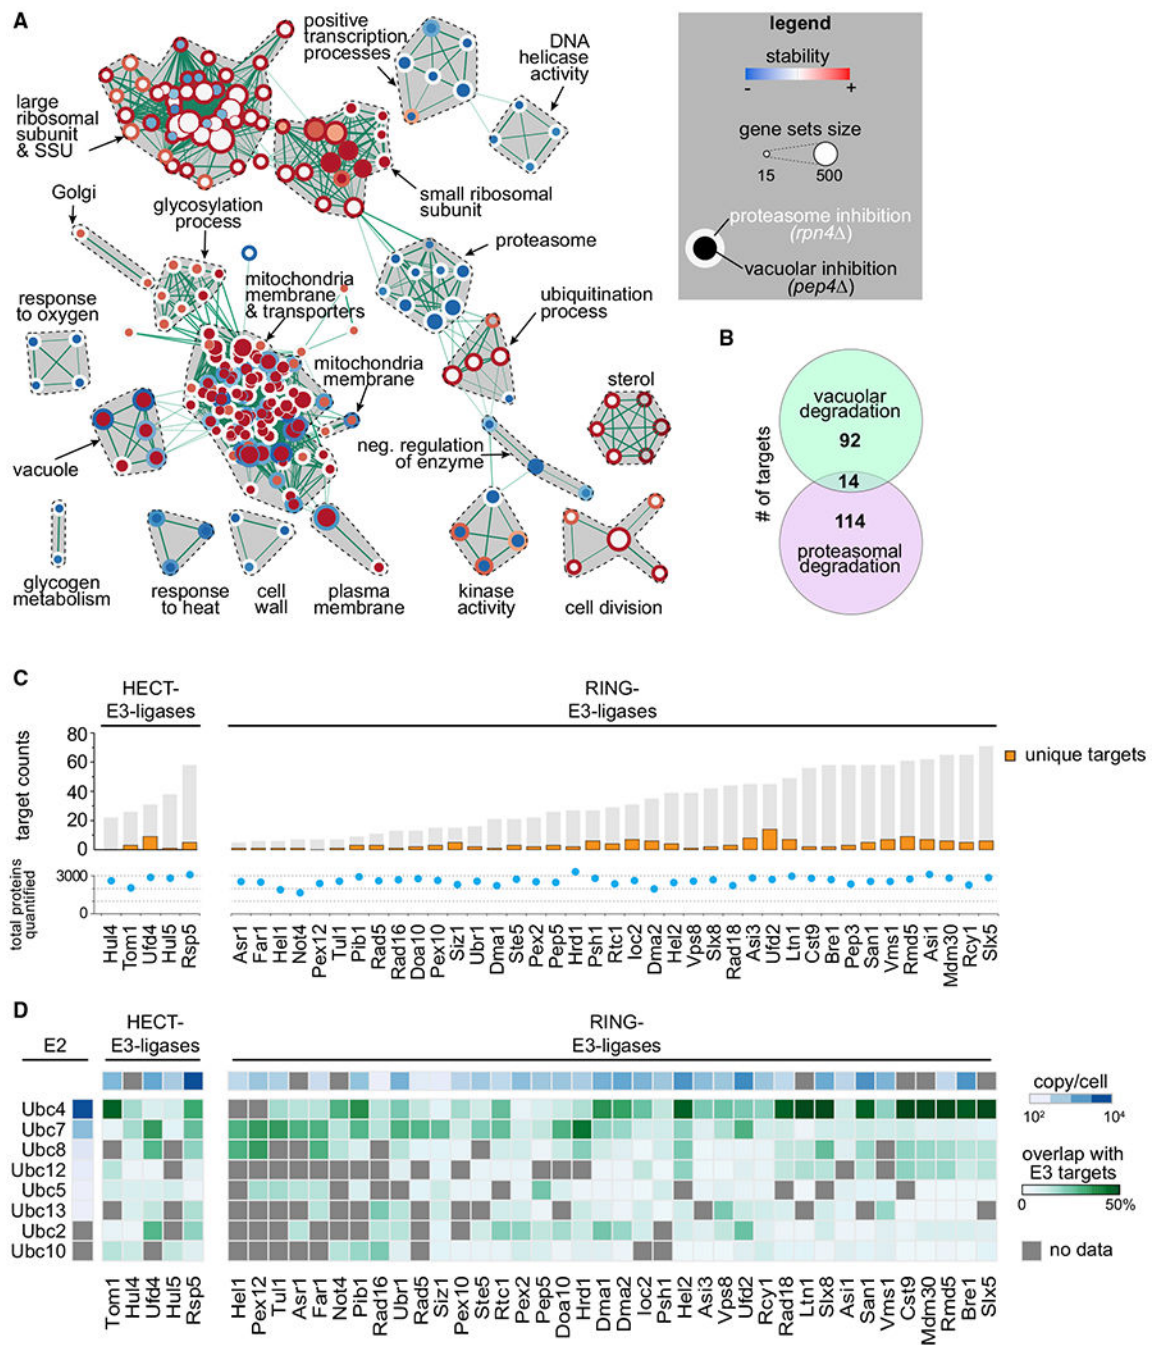 A
positive
transcription
processes
DNA
helicase
activity
large
ribosomal
subunit
& SSU
Golgi
glycosylation
process
small ribosomal
subunit
proteasome
mitochondria
membrane
& transporters
ubiquitination
process
response
to oxygen
mitochondria
membrane
sterol
vacuole
neg. regulation
of enzyme
glycogen
metabolism
response
to heat
cell
wall
plasma
membrane
kinase
activity
cell division
legend
stability
- +
gene sets size
15 500
proteasome inhibition
(rpn4Δ)
vacuolar inhibition
(pep4Δ)
B
# of targets
vacuolar
degradation
92
14
114
proteasomal
degradation
C
HECT-
E3-ligases
RING-
E3-ligases
target counts
80
60
40
20
0
unique targets
total proteins
quantified
3000
0
Hul4 Tom1 Ufd4 Hul5 Rsp5 Asr1 Far1 Hel1 Not4 Pex12 Tul1 Pib1 Rad5 Rad16 Doa10 Pex10 Siz1 Ubr1 Dma1 Ste5 Pex2 Pep5 Hrd1 Psh1 Rtc1 Ioc2 Dma2 Hel2 Vps8 Slx8 Rad18 Asi3 Ufd2 Ltn1 Cst9 Bre1 Pep3 San1 Vms1 Rmd5 Asi1 Mdm30 Rcy1 Slx5
D
E2
HECT-
E3-ligases
RING-
E3-ligases
Ubc4
Ubc7
Ubc8
Ubc12
Ubc5
Ubc13
Ubc2
Ubc10
copy/cell
10² 10⁴
overlap with
E3 targets
0 50%
no data
Tom1 Hul4 Ufd4 Hul5 Rsp5 Hel1 Pex12 Tul1 Asr1 Far1 Not4 Pib1 Rad16 Ubr1 Rad5 Siz1 Pex10 Ste5 Rtc1 Pex2 Pep5 Doa10 Hrd1 Dma1 Dma2 Ioc2 Psh1 Hel2 Asi3 Vps8 Ufd2 Rcy1 Rad18 Ltn1 Slx8 Asi1 San1 Vms1 Cst9 Mdm30 Rmd5 Bre1 Slx5